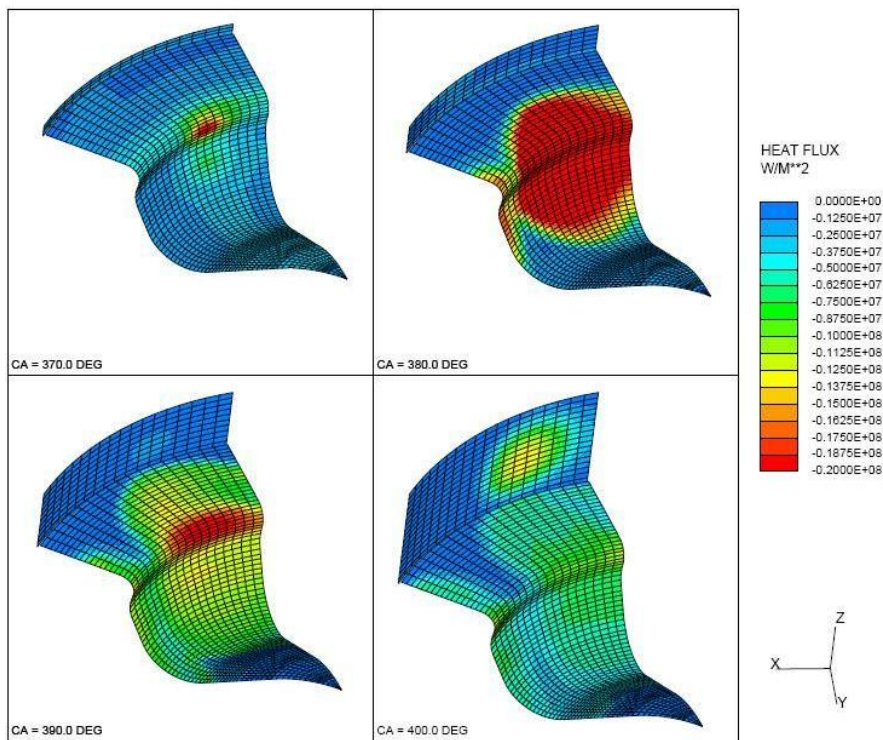 CA = 370.0 DEG
CA = 380.0 DEG
CA = 390.0 DEG
CA = 400.0 DEG
HEAT FLUX
W/M**2
0.0000E+00
-0.1250E+07
-0.2500E+07
-0.3750E+07
-0.5000E+07
-0.6250E+07
-0.7500E+07
-0.8750E+07
-0.1000E+08
-0.1125E+08
-0.1250E+08
-0.1375E+08
-0.1500E+08
-0.1625E+08
-0.1750E+08
-0.1875E+08
-0.2000E+08
Z
X
Y